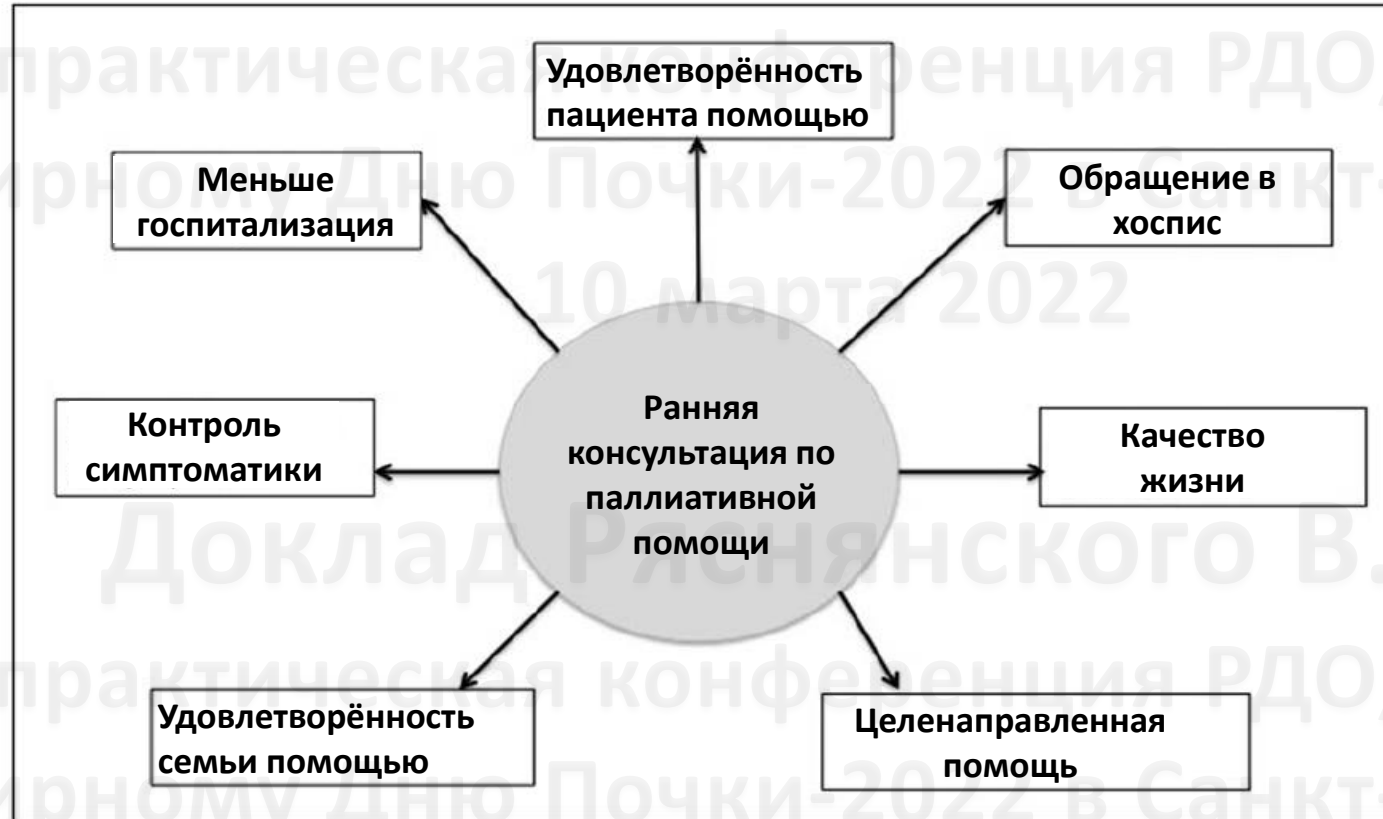 практическая конференция РДО,
Удовлетворённость
пациента помощью
ирному Дню Почки-2022 в Санкт-
Меньше
госпитализация
Обращение в
хоспис
10 марта 2022
Ранняя
консультация по
паллиативной
помощи
Контроль
симптоматики
Качество
жизни
Доклад Ряснянского В.
практическая конференция РДО,
Удовлетворённость
семьи помощью
Целенаправленная
помощь
ирному Дню Почки-2022 в Санкт-